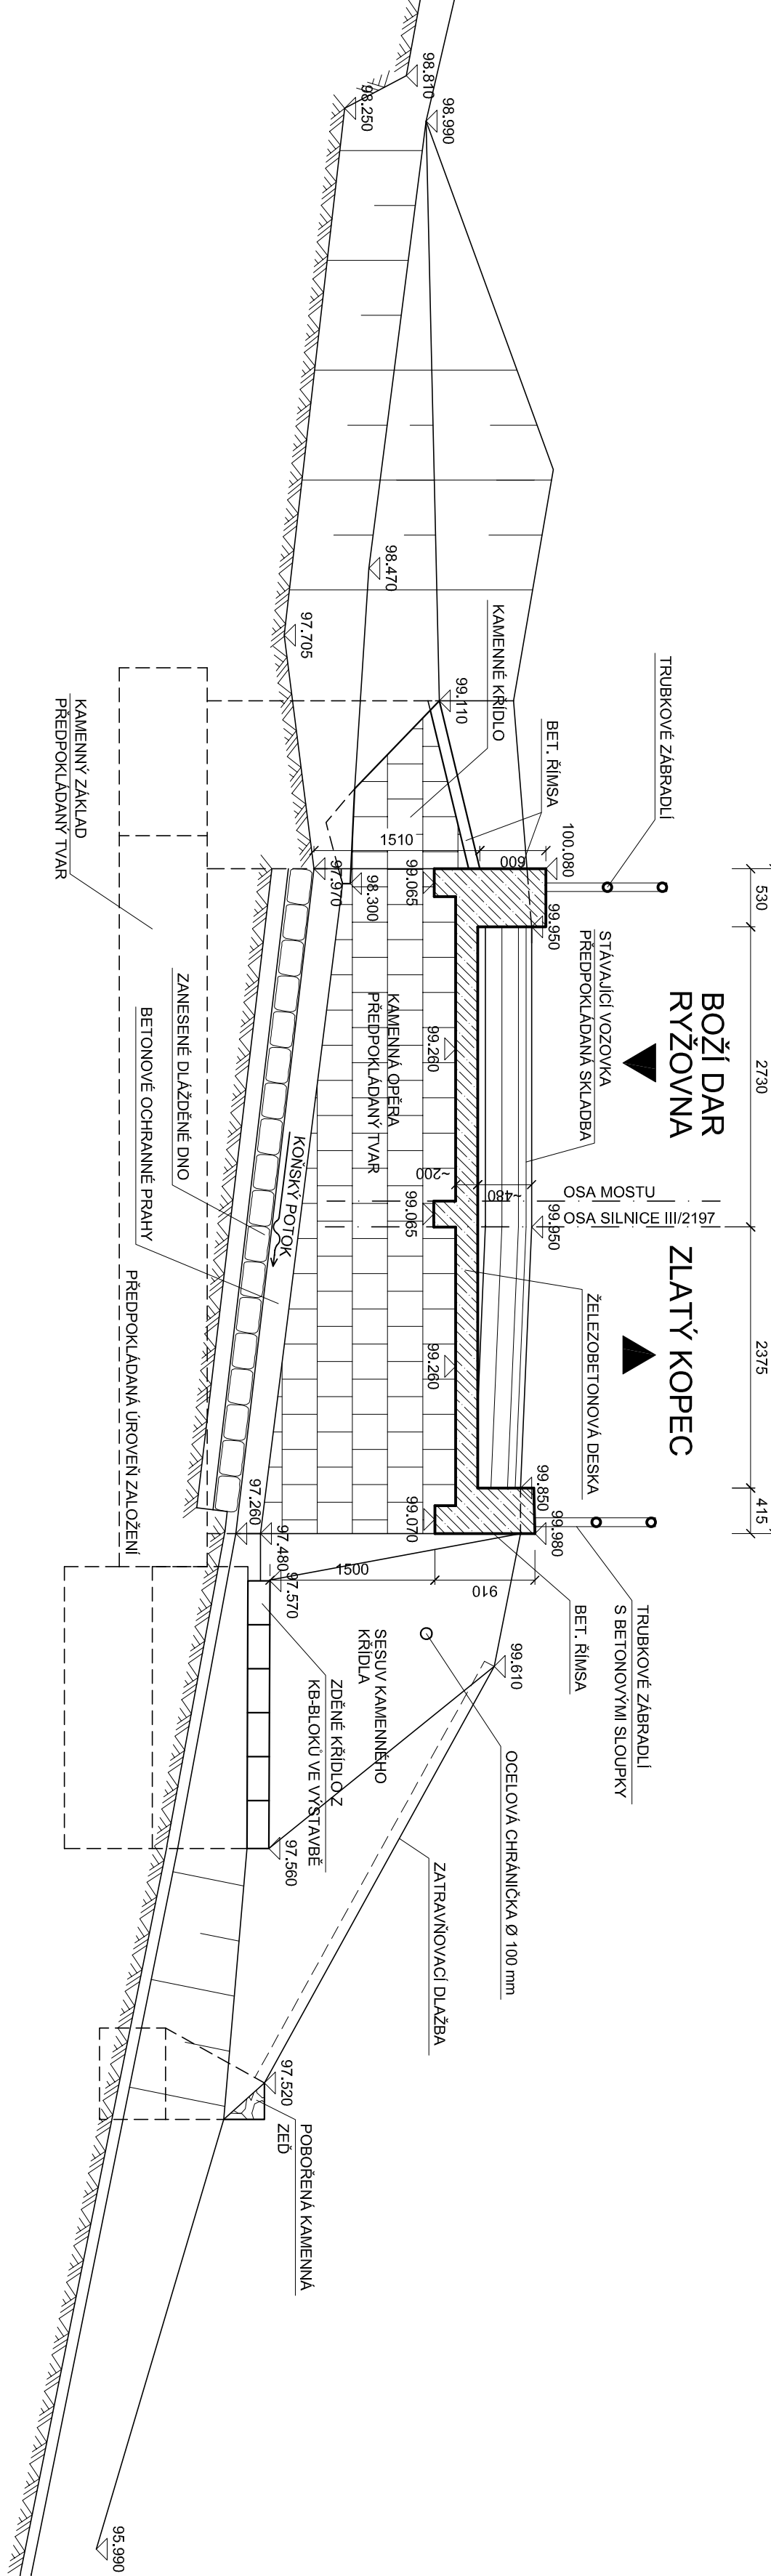 98.810
98.990
98.250
98.470
97.705
99.110
KAMENNÉ KŘÍDLO
BET. ŘÍMSA
TRUBKOVÉ ZÁBRADLÍ
KAMENNÝ ZÁKLAD
PŘEDPOKLÁDANÝ TVAR
1510
600
100.080
97.970
98.300
99.065
99.950
530
2730
2375
415
BOŽÍ DAR
RYŽOVNA
ZLATÝ KOPEC
STÁVAJÍCÍ VOZOVKA
PŘEDPOKLÁDANÁ SKLADBA
KAMENNÁ OPĚRA
PŘEDPOKLÁDANÝ TVAR
99.260
ZANESENÉ DLÁŽDĚNÉ DNO
BETONOVÉ OCHRANNÉ PRAHY
KOŇSKÝ POTOK
~200
~480
OSA MOSTU
OSA SILNICE III/2197
99.065
99.950
ŽELEZOBETONOVÁ DESKA
99.260
PŘEDPOKLÁDANÁ ÚROVEŇ ZALOŽENÍ
99.850
99.980
99.070
97.260
97.480
97.570
1500
910
BET. ŘÍMSA
TRUBKOVÉ ZÁBRADLÍ
S BETONOVÝMI SLOUPKY
99.610
SESUV KAMENNÉHO
KŘÍDLA
ZDĚNÉ KŘÍDLO Z
KB-BLOKŮ VE VÝSTAVBĚ
OCELOVÁ CHRÁNIČKA Ø 100 mm
97.560
ZATRAVŇOVACÍ DLAŽBA
97.520
POBOŘENÁ KAMENNÁ
ZEĎ
95.990